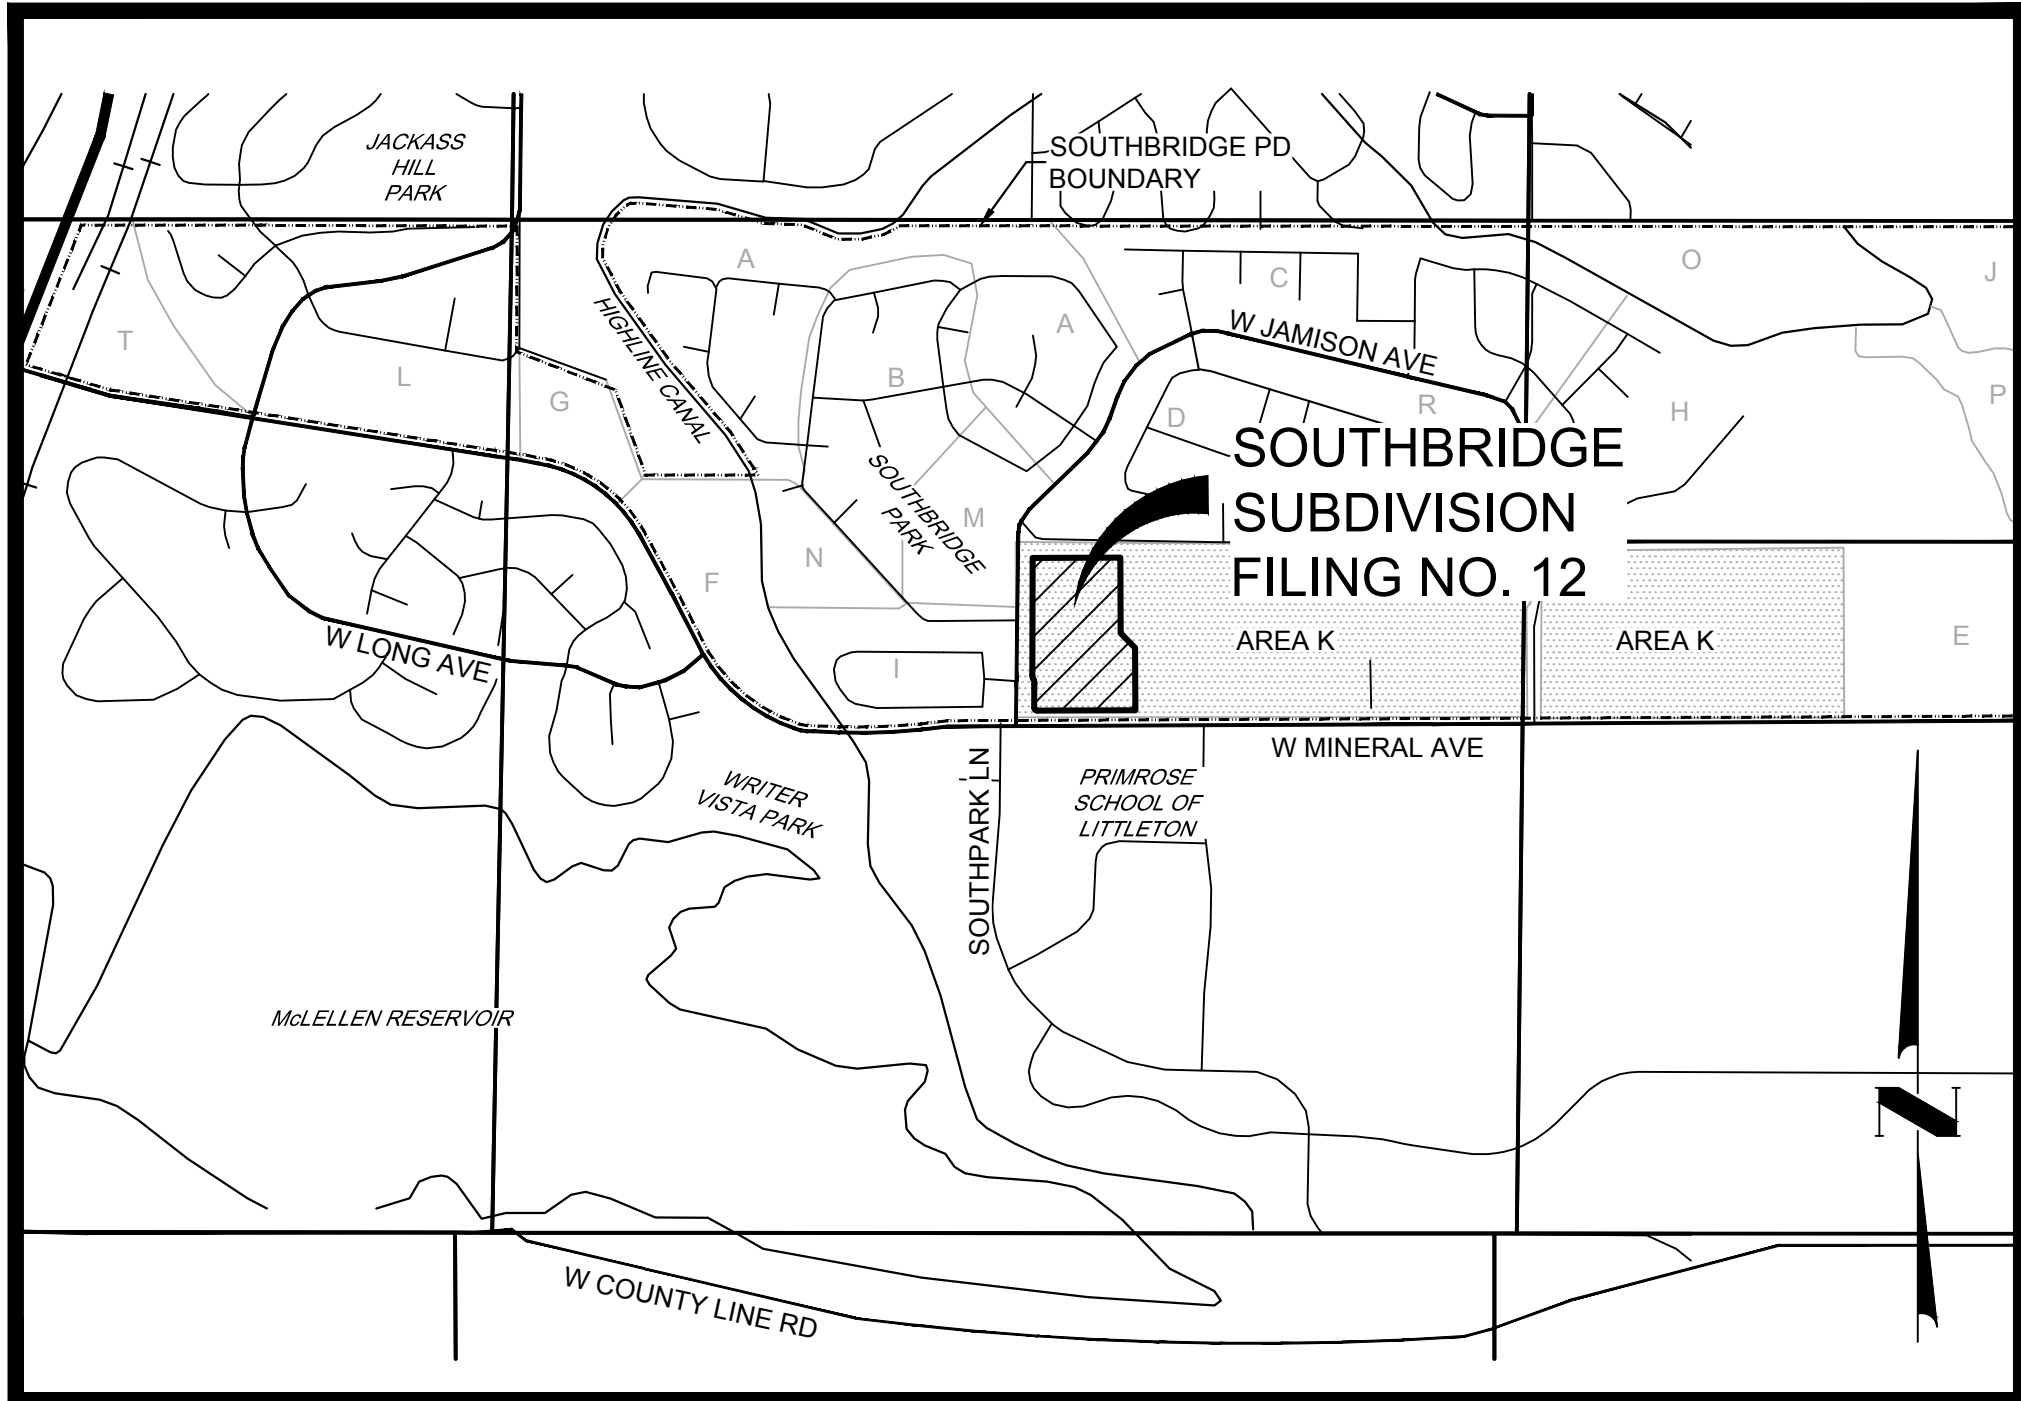 JACKASS
HILL
PARK
SOUTHBRIDGE PD
BOUNDARY
A
O
J
C
T
HIGHLINE CANAL
A
W JAMISON AVE
L
G
B
D
R
H
P
SOUTHBRIDGE
SUBDIVISION
FILING NO. 12
SOUTHBRIDGE
PARK
M
N
F
AREA K
AREA K
E
W LONG AVE
I
W MINERAL AVE
SOUTHPARK LN
WRITER
VISTA PARK
PRIMROSE
SCHOOL OF
LITTLETON
McLELLEN RESERVOIR
N
W COUNTY LINE RD